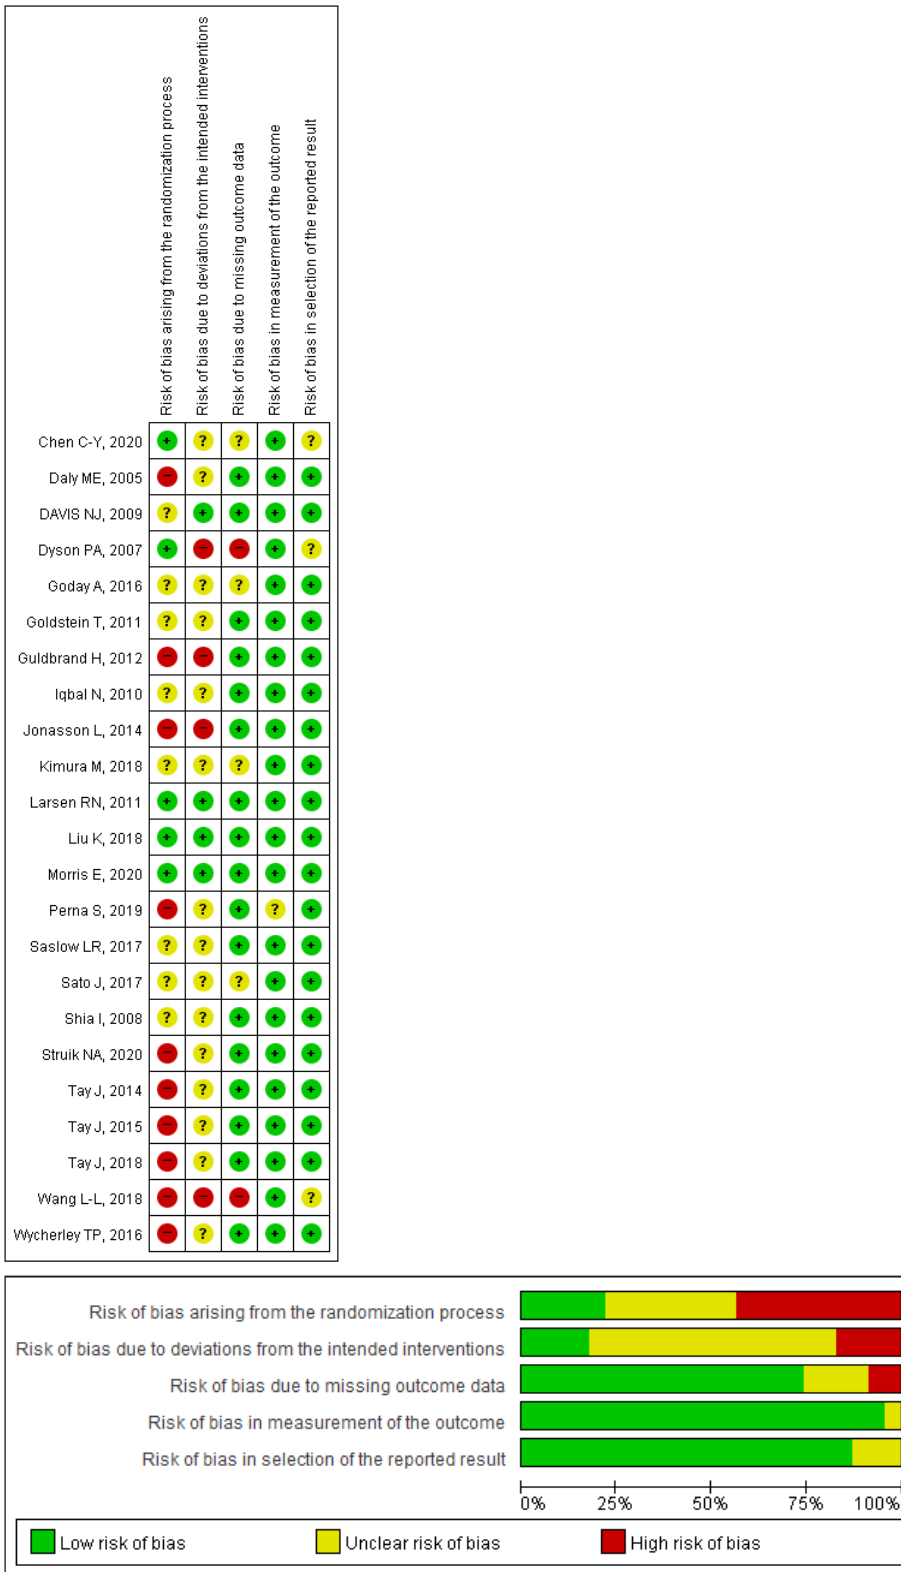 Risk of bias arising from the randomization process
Risk of bias due to deviations from the intended interventions
Risk of bias due to missing outcome data
Risk of bias in measurement of the outcome
Risk of bias in selection of the reported result
Chen C-Y, 2020 + ? ? + ?
Daly ME, 2005 − ? + + +
DAVIS NJ, 2009 ? + + + +
Dyson PA, 2007 + − − + ?
Goday A, 2016 ? ? ? + +
Goldstein T, 2011 ? ? + + +
Guldbrand H, 2012 − − + + +
Iqbal N, 2010 ? ? + + +
Jonasson L, 2014 − − + + +
Kimura M, 2018 ? ? ? + +
Larsen RN, 2011 + + + + +
Liu K, 2018 + + + + +
Morris E, 2020 + + + + +
Perna S, 2019 − ? + ? +
Saslow LR, 2017 ? ? + + +
Sato J, 2017 ? ? ? + +
Shia I, 2008 ? ? + + +
Struik NA, 2020 − ? + + +
Tay J, 2014 − ? + + +
Tay J, 2015 − ? + + +
Tay J, 2018 − ? + + +
Wang L-L, 2018 − − − + ?
Wycherley TP, 2016 − ? + + +
Risk of bias arising from the randomization process
Risk of bias due to deviations from the intended interventions
Risk of bias due to missing outcome data
Risk of bias in measurement of the outcome
Risk of bias in selection of the reported result
0% 25% 50% 75% 100%
Low risk of bias Unclear risk of bias High risk of bias